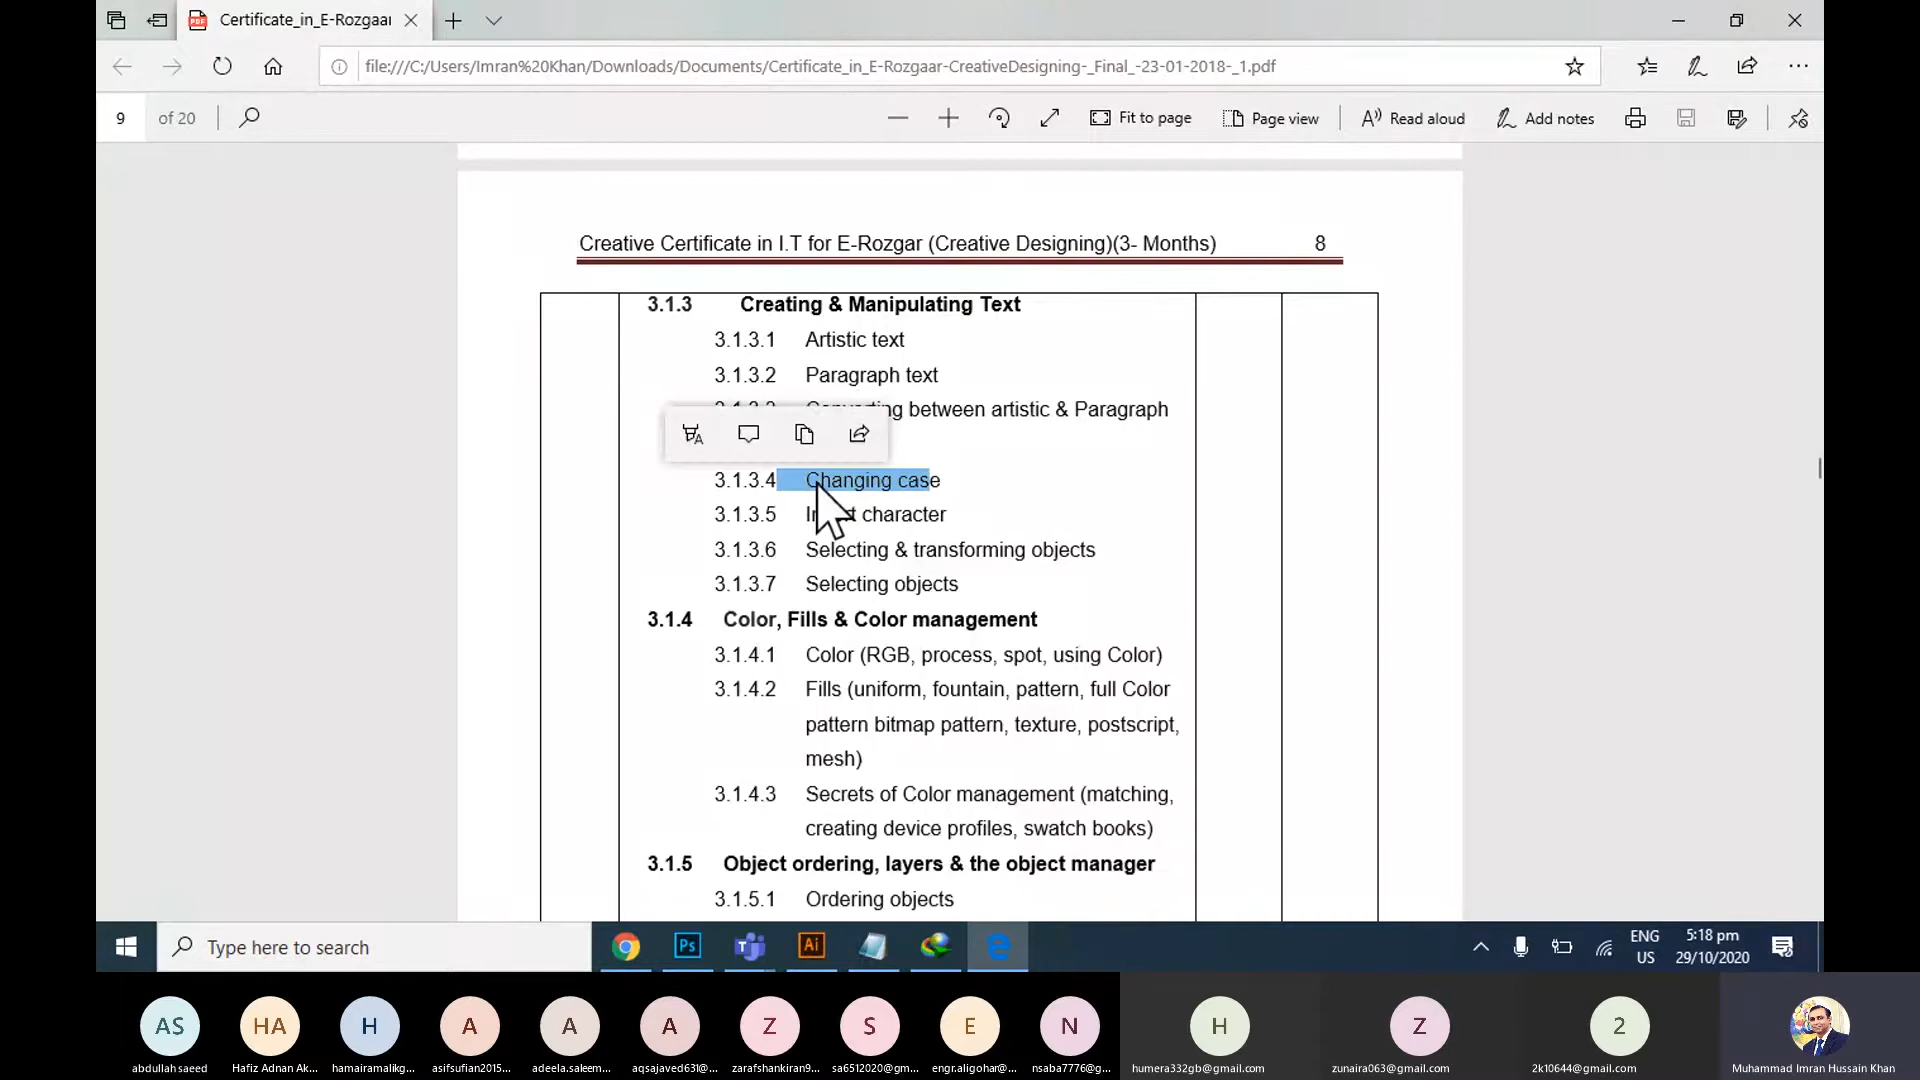 Certificate_in_E-Rozgaar
file:///C:/Users/Imran%20Khan/Downloads/Documents/Certificate_in_E-Rozgaar-CreativeDesigning-_Final_-23-01-2018-_1.pdf
9 of 20
Fit to page
Page view
Read aloud
Add notes
Creative Certificate in I.T for E-Rozgar (Creative Designing)(3- Months) 8
3.1.3 Creating & Manipulating Text
3.1.3.1 Artistic text
3.1.3.2 Paragraph text
between artistic & Paragraph
3.1.3.4 Changing case
3.1.3.5 character
3.1.3.6 Selecting & transforming objects
3.1.3.7 Selecting objects
3.1.4 Color, Fills & Color management
3.1.4.1 Color (RGB, process, spot, using Color)
3.1.4.2 Fills (uniform, fountain, pattern, full Color
pattern bitmap pattern, texture, postscript,
mesh)
3.1.4.3 Secrets of Color management (matching,
creating device profiles, swatch books)
3.1.5 Object ordering, layers & the object manager
3.1.5.1 Ordering objects
Type here to search
Ps
Ai
ENG
US
5:18 pm
29/10/2020
AS HA H A A A Z S E N H Z 2
abdullah saeed
Hafiz Adnan Ak...
hamairamalikg...
asifsufian2015...
adeela.saleem...
aqsajaved631@...
zarafshankiran9...
sa6512020@gm...
engr.aligohar@...
nsaba7776@g...
humera332gb@gmail.com
zunaira063@gmail.com
2k10644@gmail.com
Muhammad Imran Hussain Khan